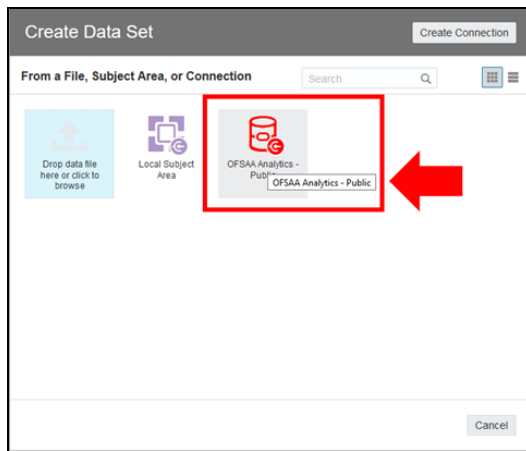 Create Data Set
Create Connection
From a File, Subject Area, or Connection
Search
Drop data file
here or click to
browse
Local Subject
Area
OFSAA Analytics -
Public
OFSAA Analytics - Public
Cancel